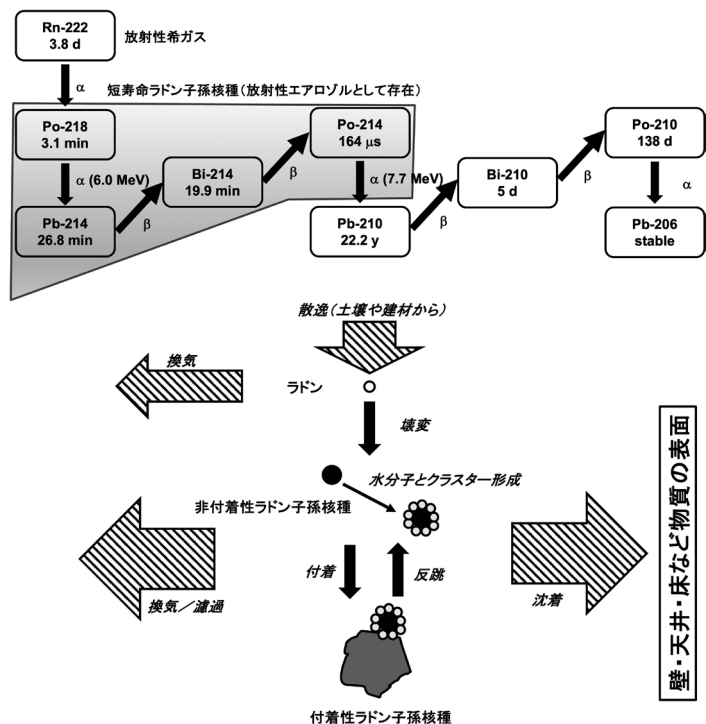 Rn-222
3.8 d
放射性希ガス
α
短寿命ラドン子孫核種（放射性エアロゾルとして存在）
Po-218
3.1 min
α (6.0 MeV)
Pb-214
26.8 min
β
Bi-214
19.9 min
β
Po-214
164 μs
α (7.7 MeV)
Pb-210
22.2 y
β
Bi-210
5 d
β
Po-210
138 d
α
Pb-206
stable
散逸（土壌や建材から）
換気
ラドン
壊変
水分子とクラスター形成
非付着性ラドン子孫核種
付着
反跳
換気／濾過
沈着
壁・天井・床など物質の表面
付着性ラドン子孫核種